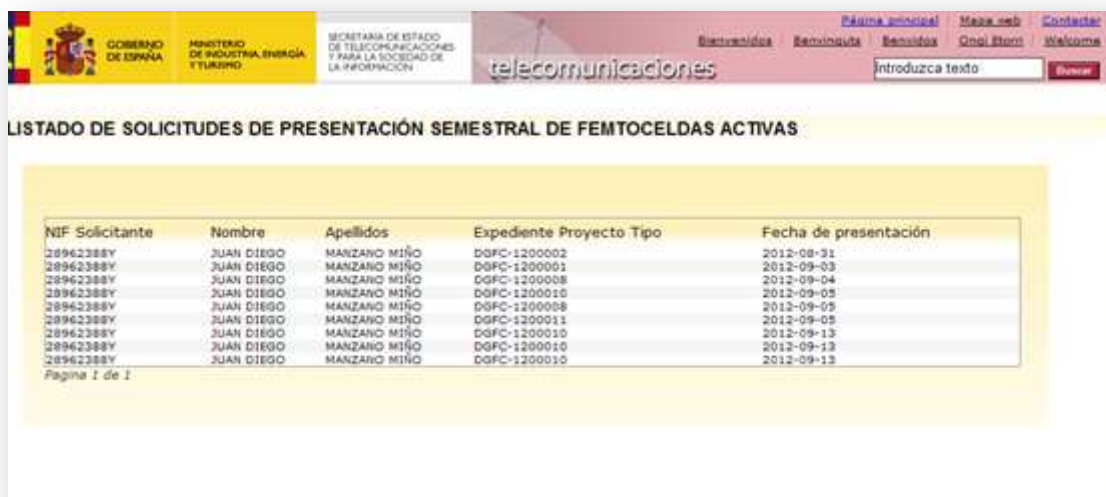 Página principal Mapa web Contactar
GOBIERNO
DE ESPAÑA
MINISTERIO
DE INDUSTRIA, ENERGÍA
Y TURISMO
SECRETARÍA DE ESTADO
DE TELECOMUNICACIONES
Y PARA LA SOCIEDAD DE
LA INFORMACIÓN
Bienvenidos Benvinguts Benvidos Ongi Etorri Welcome
telecomunicaciones
Introduzca texto Buscar
LISTADO DE SOLICITUDES DE PRESENTACIÓN SEMESTRAL DE FEMTOCELDAS ACTIVAS
NIF Solicitante Nombre Apellidos Expediente Proyecto Tipo Fecha de presentación
28962388Y JUAN DIEGO MANZANO MIÑO DGFC-1200002 2012-08-31
28962388Y JUAN DIEGO MANZANO MIÑO DGFC-1200001 2012-09-03
28962388Y JUAN DIEGO MANZANO MIÑO DGFC-1200008 2012-09-04
28962388Y JUAN DIEGO MANZANO MIÑO DGFC-1200010 2012-09-05
28962388Y JUAN DIEGO MANZANO MIÑO DGFC-1200008 2012-09-05
28962388Y JUAN DIEGO MANZANO MIÑO DGFC-1200011 2012-09-05
28962388Y JUAN DIEGO MANZANO MIÑO DGFC-1200010 2012-09-13
28962388Y JUAN DIEGO MANZANO MIÑO DGFC-1200010 2012-09-13
28962388Y JUAN DIEGO MANZANO MIÑO DGFC-1200010 2012-09-13
Pagina 1 de 1